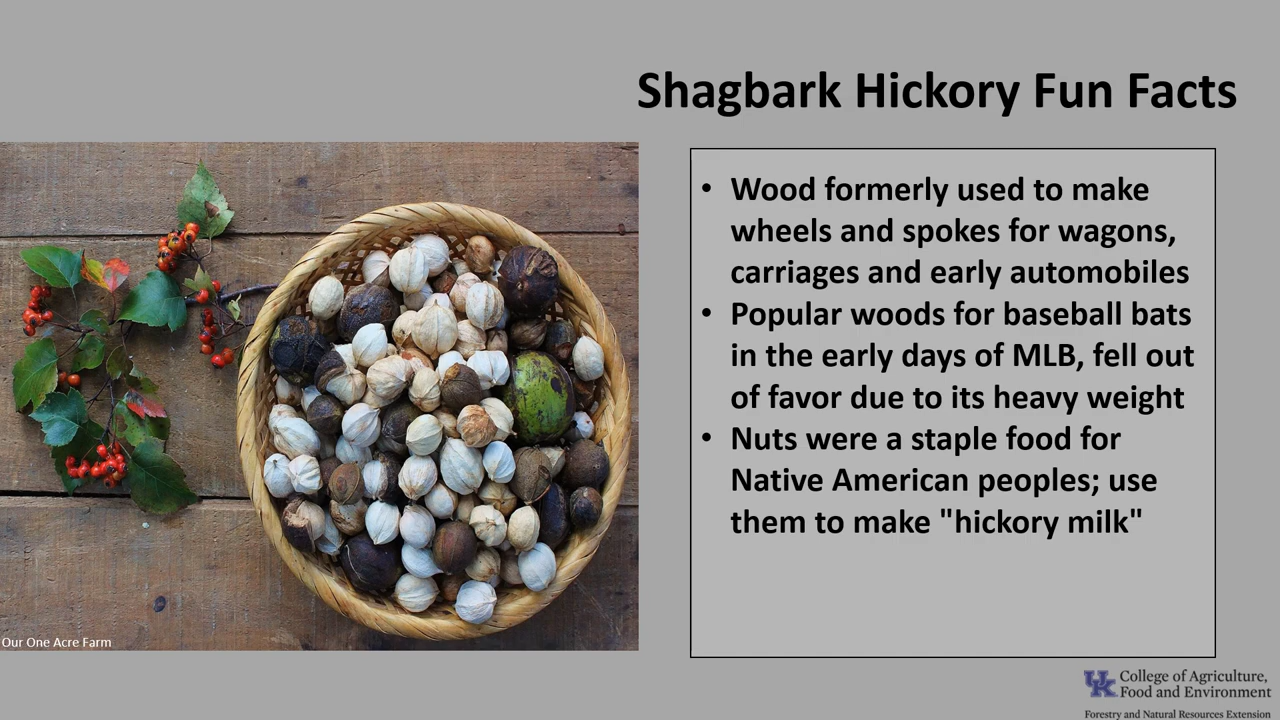 Shagbark Hickory Fun Facts
• Wood formerly used to make
wheels and spokes for wagons,
carriages and early automobiles
• Popular woods for baseball bats
in the early days of MLB, fell out
of favor due to its heavy weight
• Nuts were a staple food for
Native American peoples; use
them to make "hickory milk"
Our One Acre Farm
UK College of Agriculture,
Food and Environment
Forestry and Natural Resources Extension